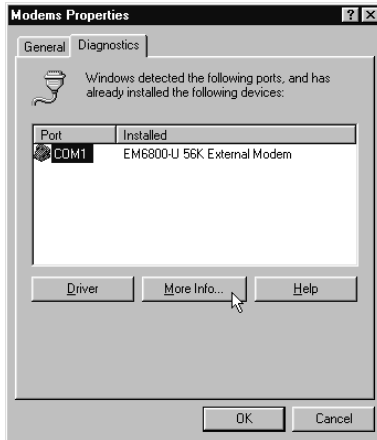 Modems Properties
General Diagnostics
Windows detected the following ports, and has
already installed the following devices:
Port Installed
COM1 EM6800-U 56K External Modem
Driver More Info... Help
OK Cancel